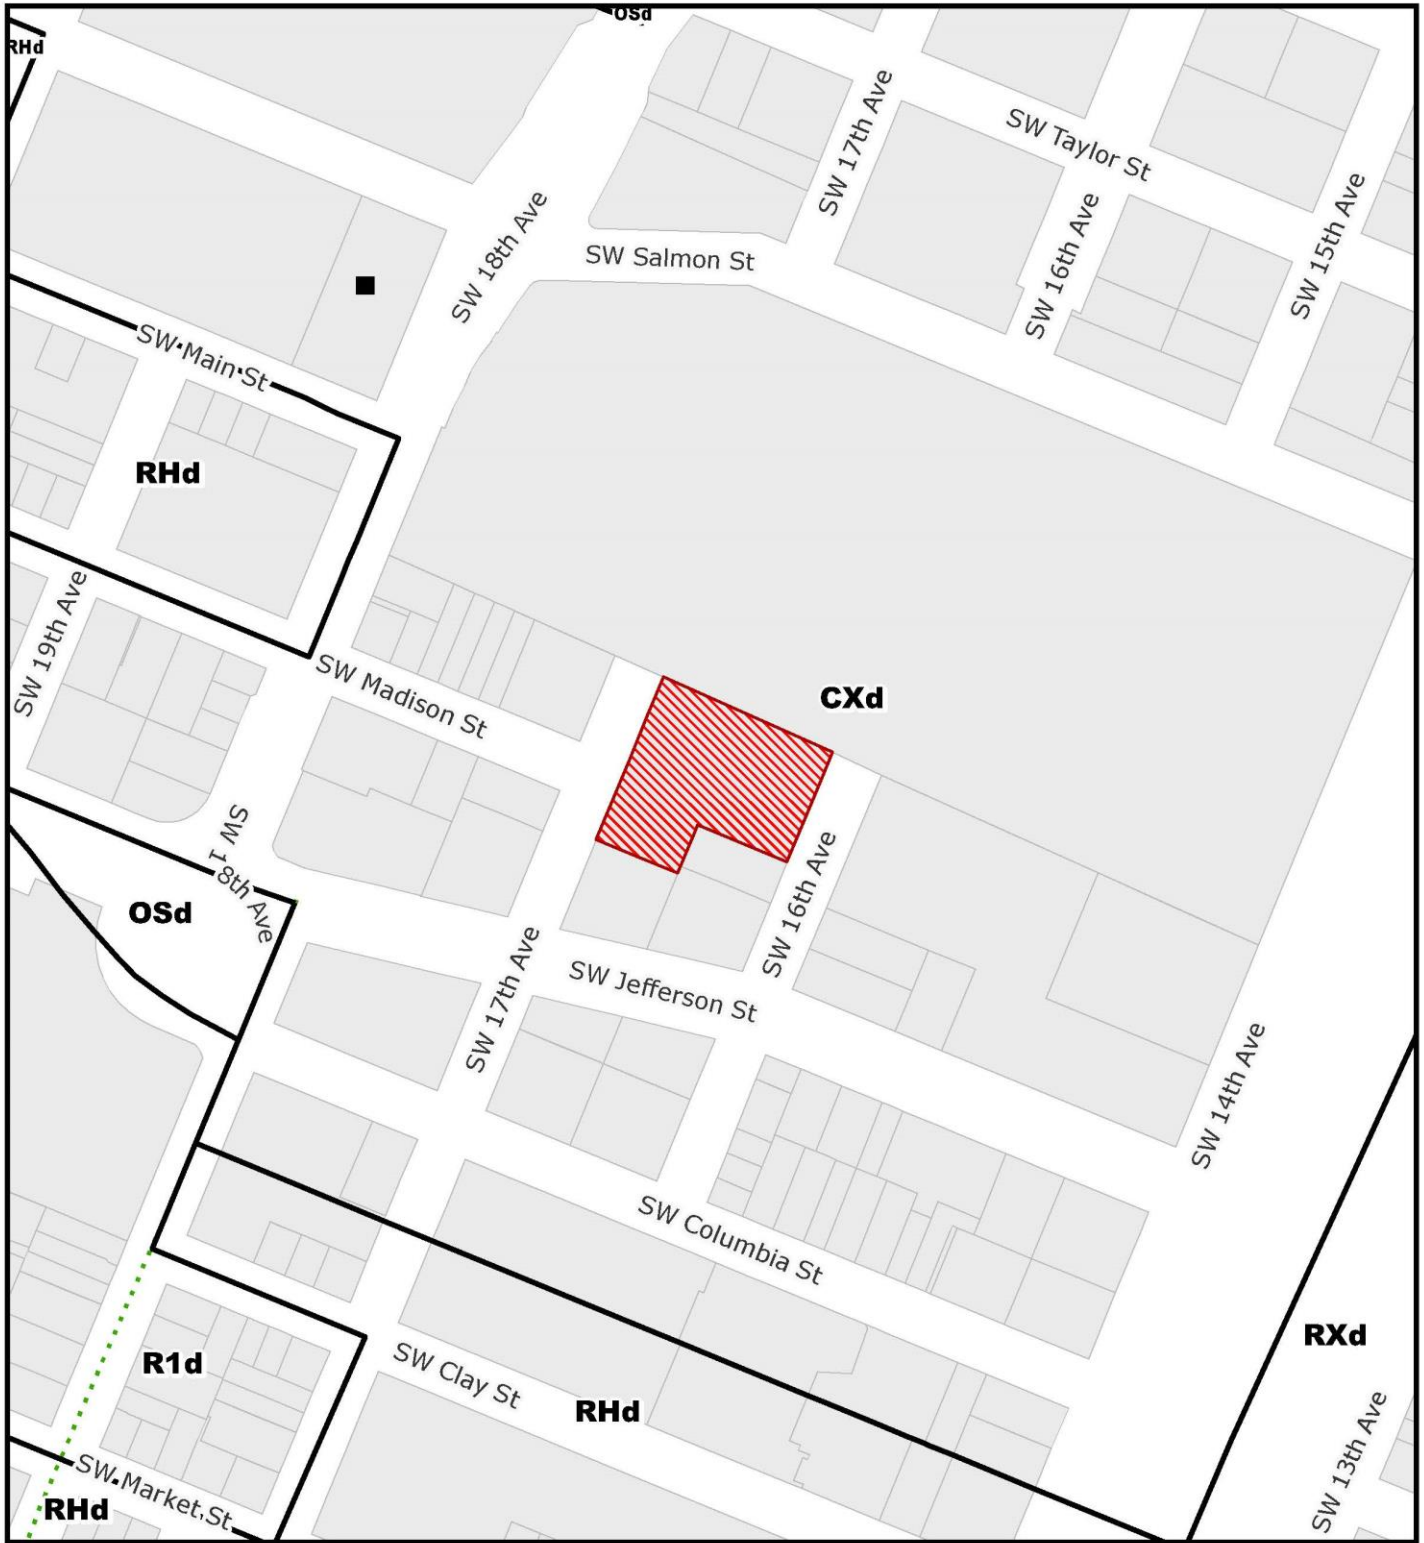 OSd
RHd
SW 17th Ave
SW Taylor St
SW 18th Ave
SW Salmon St
SW 16th Ave
SW 15th Ave
SW Main St
RHd
SW 19th Ave
SW Madison St
CXd
SW 18th Ave
OSd
SW 16th Ave
SW 17th Ave
SW Jefferson St
SW 14th Ave
SW Columbia St
RXd
R1d
SW Clay St
RHd
SW 13th Ave
SW Market St
RHd